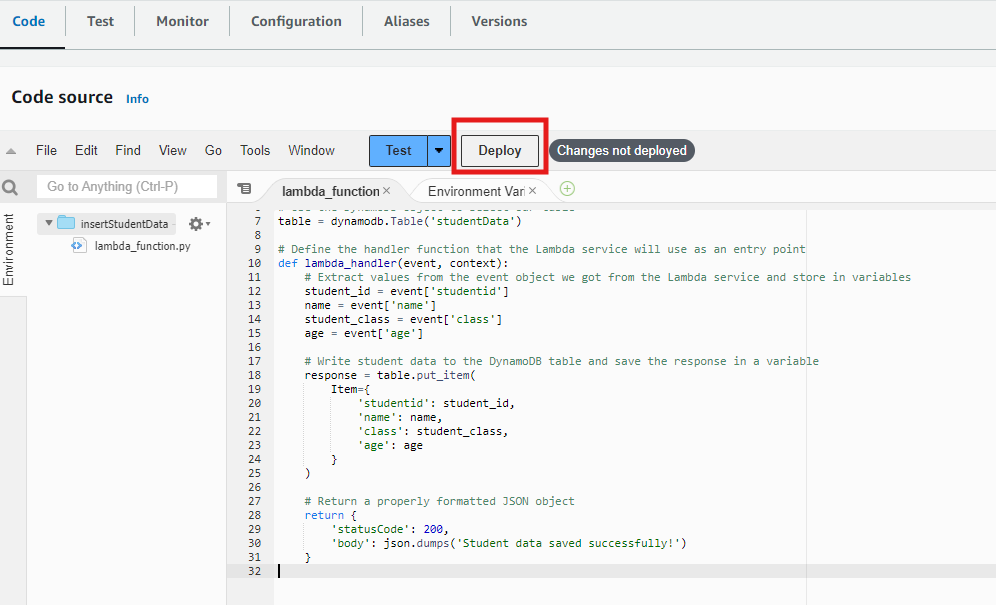 Code Test Monitor Configuration Aliases Versions
Code source Info
File Edit Find View Go Tools Window Test Deploy Changes not deployed
Go to Anything (Ctrl-P) lambda_function × Environment Var ×
Environment
insertStudentData
lambda_function.py
7 table = dynamodb.Table('studentData')
8
9 # Define the handler function that the Lambda service will use as an entry point
10 def lambda_handler(event, context):
11     # Extract values from the event object we got from the Lambda service and store in variables
12     student_id = event['studentid']
13     name = event['name']
14     student_class = event['class']
15     age = event['age']
16
17     # Write student data to the DynamoDB table and save the response in a variable
18     response = table.put_item(
19         Item={
20             'studentid': student_id,
21             'name': name,
22             'class': student_class,
23             'age': age
24         }
25     )
26
27     # Return a properly formatted JSON object
28     return {
29         'statusCode': 200,
30         'body': json.dumps('Student data saved successfully!')
31     }
32